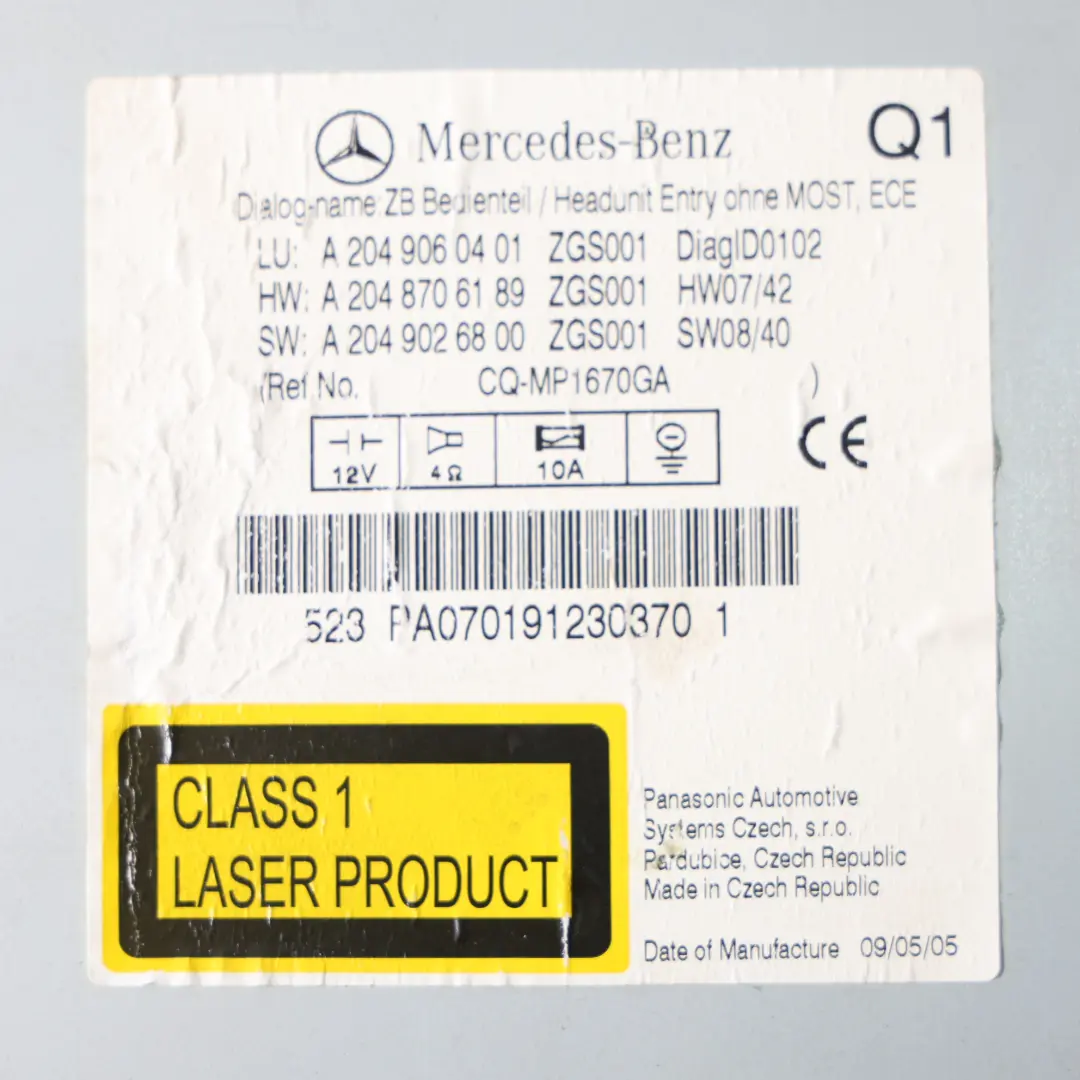 Mercedes-Benz Q1
Dialog-name: ZB Bedienteil / Headunit Entry ohne MOST, ECE
LU: A 204 906 04 01 ZGS001 DiagID0102
HW: A 204 870 61 89 ZGS001 HW07/42
SW: A 204 902 68 00 ZGS001 SW08/40
(Ref No. CQ-MP1670GA )
12V 4Ω 10A
CE
523 PA070191230370 1
CLASS 1
LASER PRODUCT
Panasonic Automotive
Systems Czech, s.r.o.
Pardubice, Czech Republic
Made in Czech Republic
Date of Manufacture 09/05/05